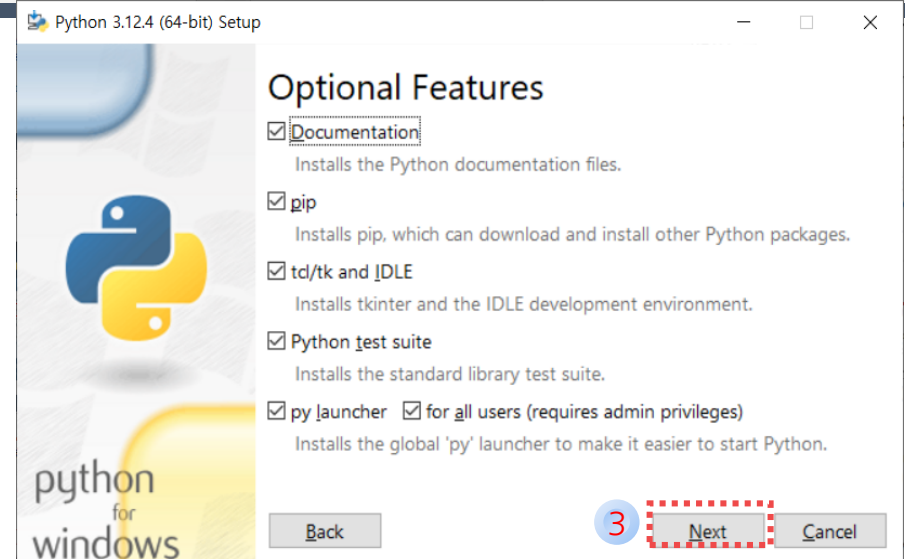 Python 3.12.4 (64-bit) Setup
Optional Features
Documentation
Installs the Python documentation files.
pip
Installs pip, which can download and install other Python packages.
tcl/tk and IDLE
Installs tkinter and the IDLE development environment.
Python test suite
Installs the standard library test suite.
py launcher for all users (requires admin privileges)
Installs the global 'py' launcher to make it easier to start Python.
python
for
windows
Back 3 Next Cancel